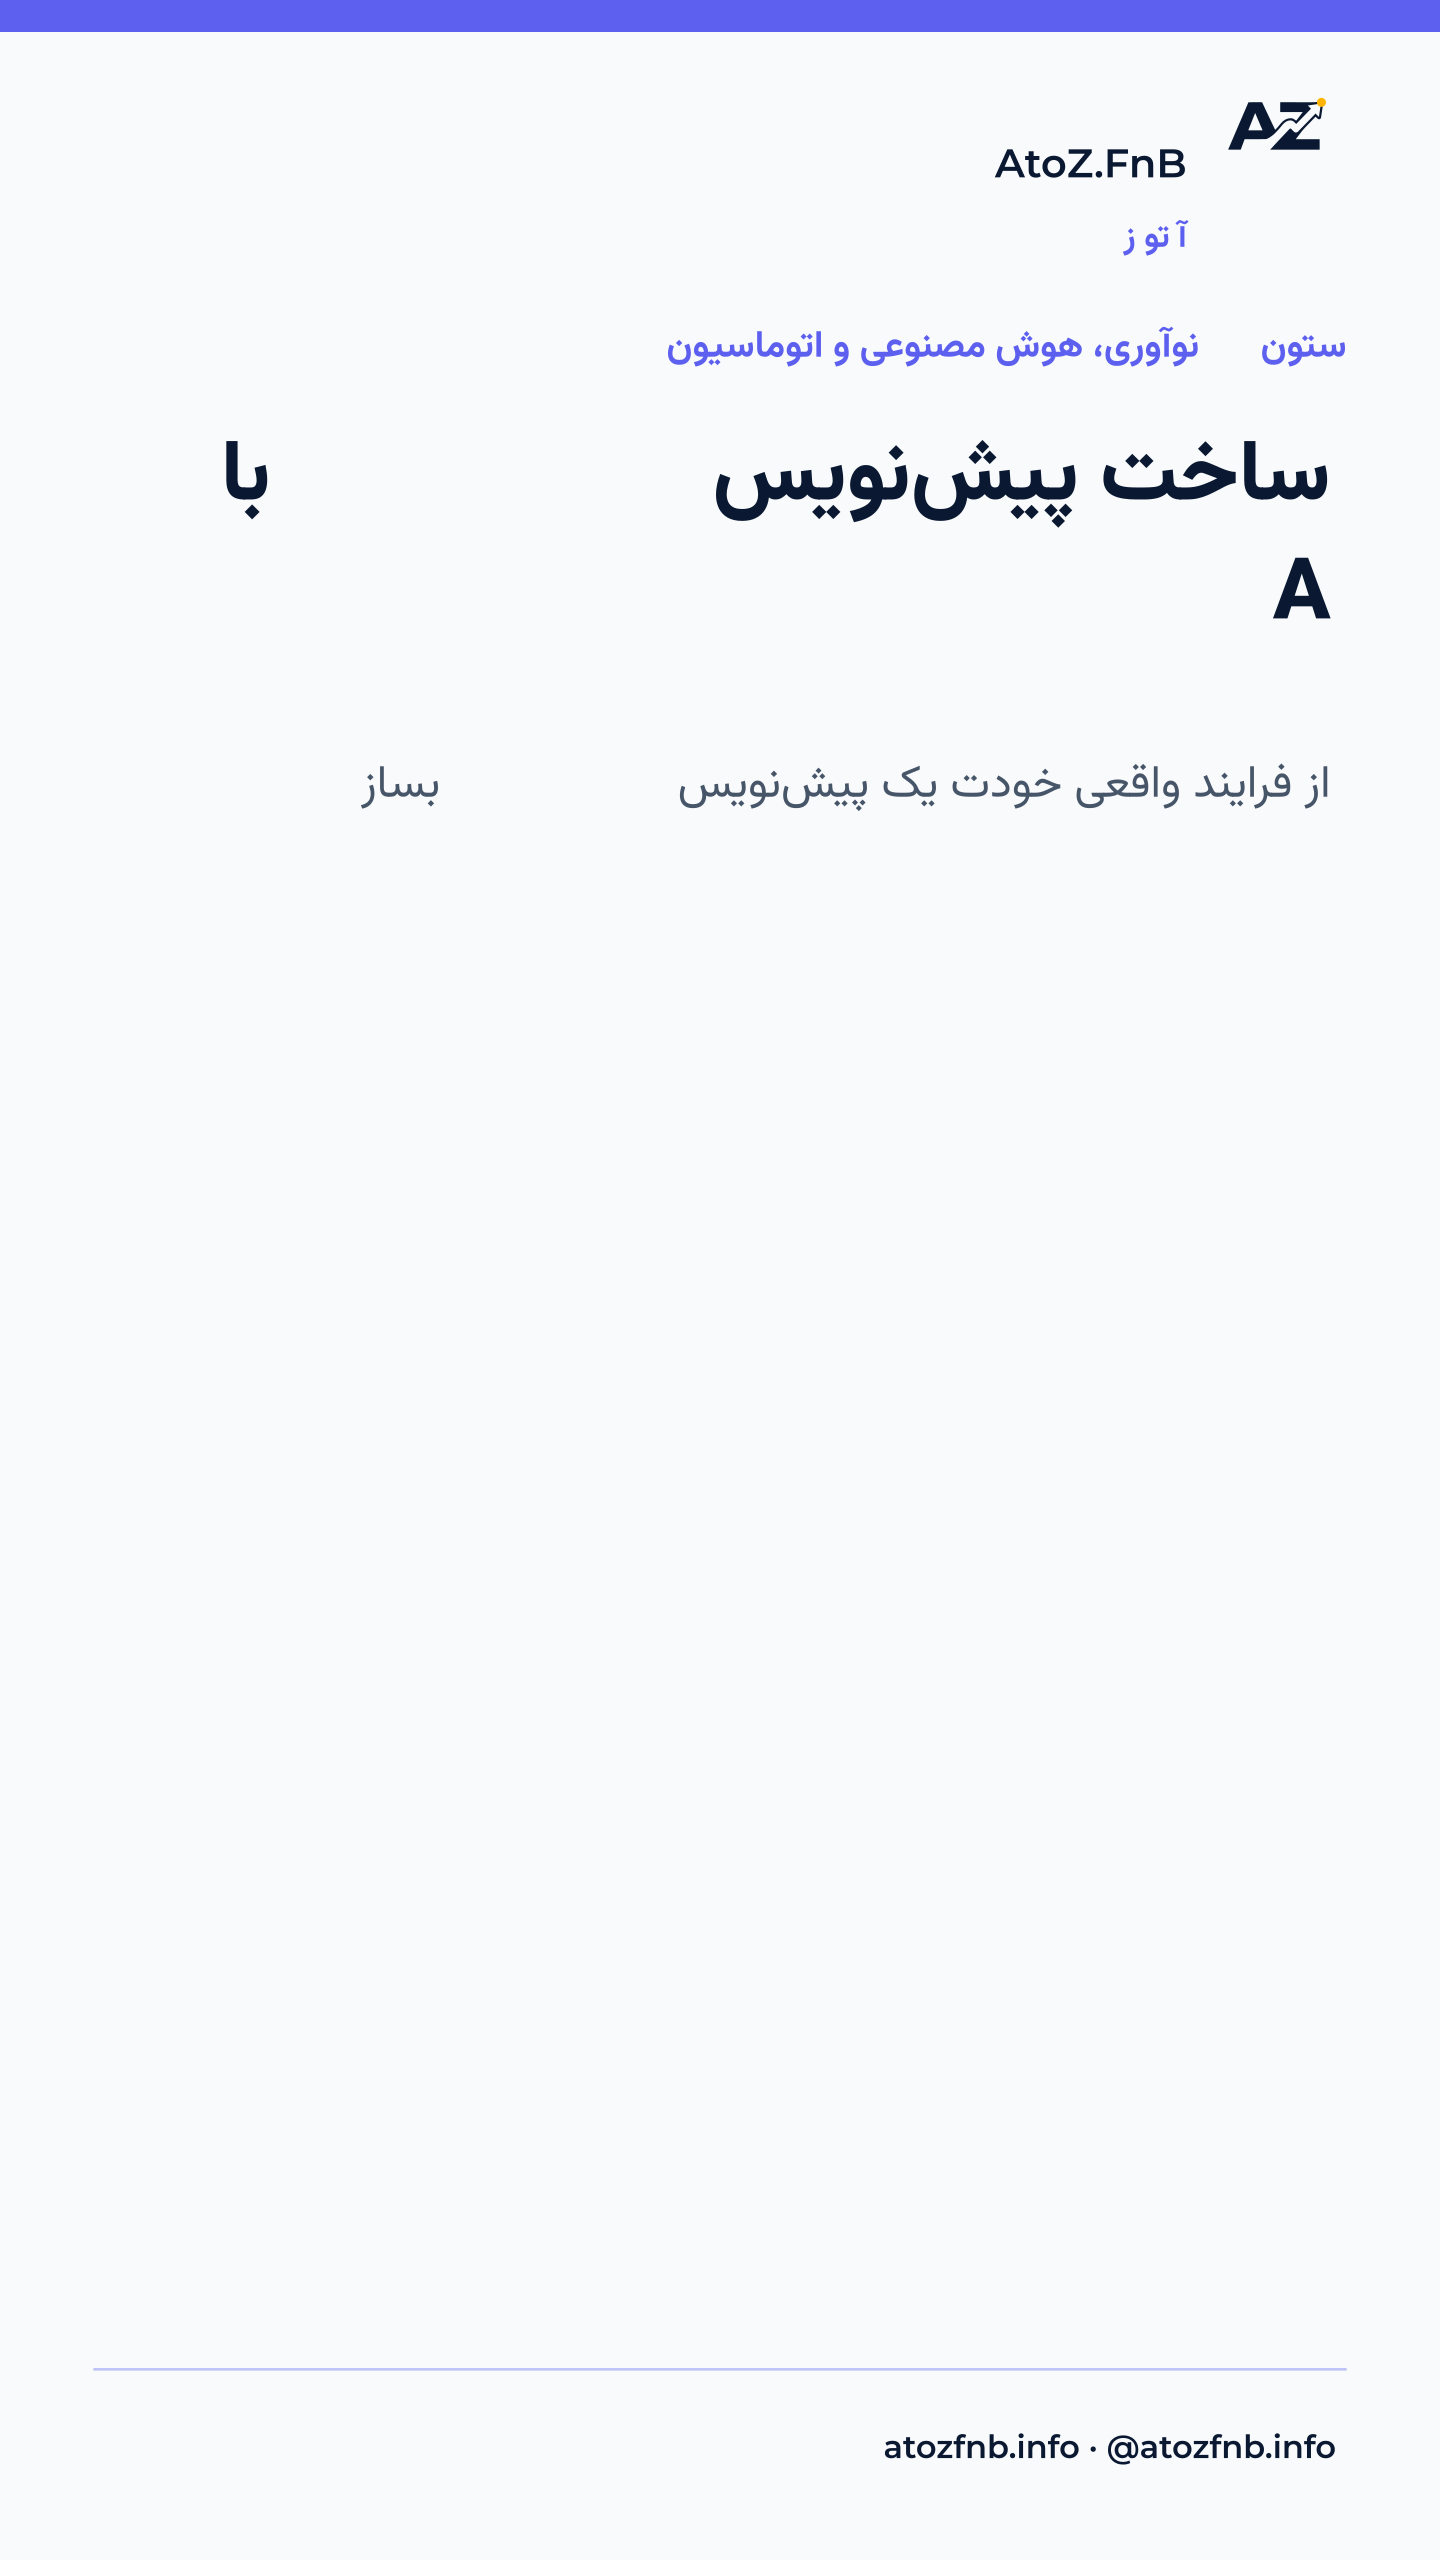 AZ
AtoZ.FnB
آ تو ز
ستون نوآوری، هوش مصنوعی و اتوماسیون
ساخت پیش‌نویس با
A
از فرایند واقعی خودت یک پیش‌نویس بساز
atozfnb.info · @atozfnb.info